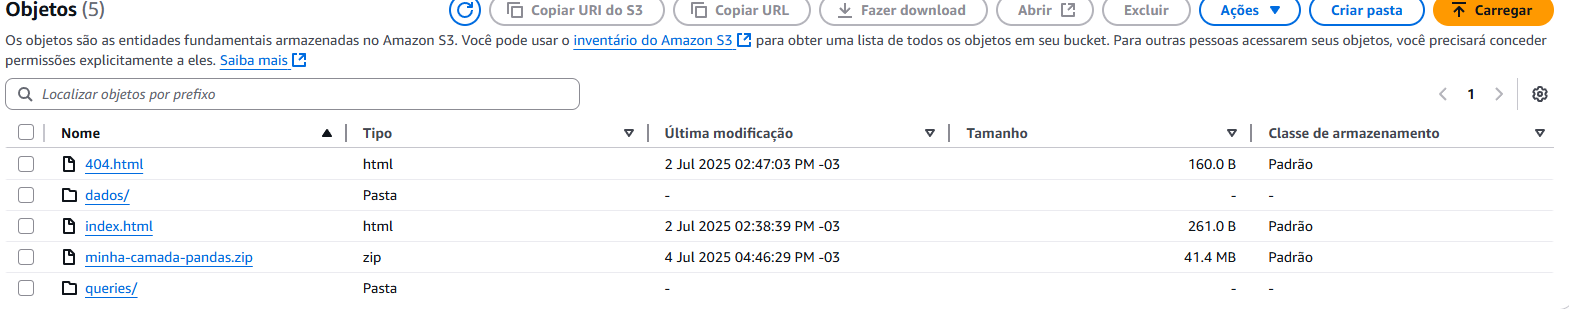 Objetos (5)
Copiar URI do S3
Copiar URL
Fazer download
Abrir
Excluir
Ações
Criar pasta
Carregar
Os objetos são as entidades fundamentais armazenadas no Amazon S3. Você pode usar o inventário do Amazon S3 para obter uma lista de todos os objetos em seu bucket. Para outras pessoas acessarem seus objetos, você precisará conceder
permissões explicitamente a eles. Saiba mais
Localizar objetos por prefixo
1
Nome Tipo Última modificação Tamanho Classe de armazenamento
404.html html 2 Jul 2025 02:47:03 PM -03 160.0 B Padrão
dados/ Pasta - - -
index.html html 2 Jul 2025 02:38:39 PM -03 261.0 B Padrão
minha-camada-pandas.zip zip 4 Jul 2025 04:46:29 PM -03 41.4 MB Padrão
queries/ Pasta - - -